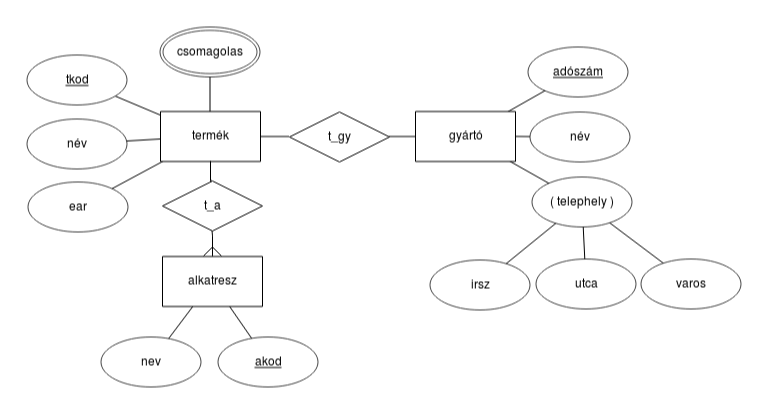 csomagolas
tkod
adószám
név
termék
t_gy
gyártó
név
ear
t_a
( telephely )
alkatresz
irsz
utca
varos
nev
akod